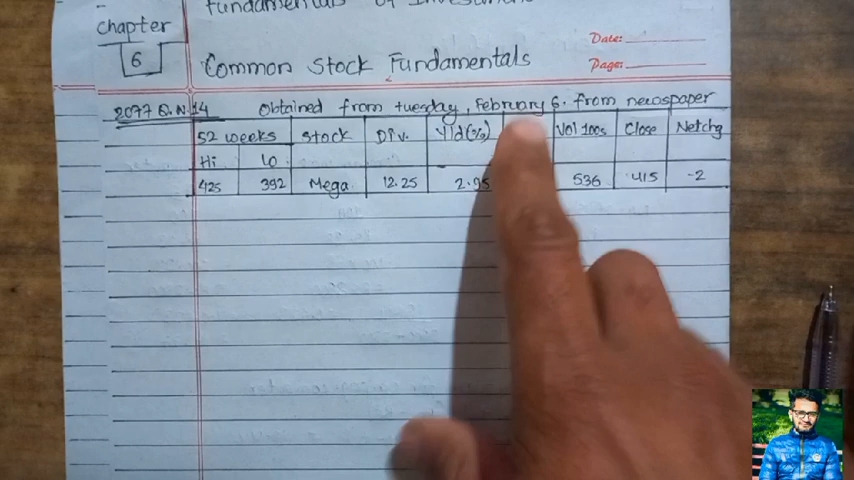 Fundamentals of Investment
Chapter
6
Common Stock Fundamentals
Date:
Page:
2077 Q.N.14 Obtained from tuesday, February 6. from newspaper
52 weeks Stock Div. Yld(%) Vol 100s Close Netchg
Hi Lo
425 392 Mega 12.25 2.95 536 415 -2